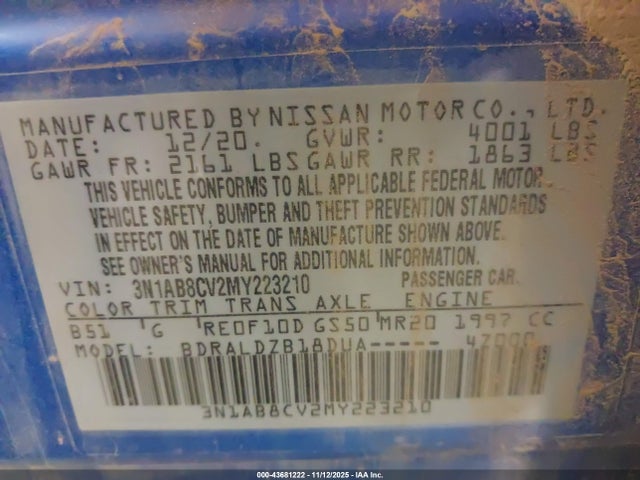 MANUFACTURED BY NISSAN MOTOR CO., LTD.
DATE: 12/20. GVWR: 4001 LBS
GAWR FR: 2161 LBS GAWR RR: 1863 LBS
THIS VEHICLE CONFORMS TO ALL APPLICABLE FEDERAL MOTOR
VEHICLE SAFETY, BUMPER AND THEFT PREVENTION STANDARDS
IN EFFECT ON THE DATE OF MANUFACTURE SHOWN ABOVE.
SEE OWNER'S MANUAL FOR ADDITIONAL INFORMATION.
VIN: 3N1AB8CV2MY223210 PASSENGER CAR.
COLOR TRIM TRANS AXLE ENGINE
B51 G RE0F10D GS50 MR20 1997 CC
MODEL: BDRALDZB18DUA----- 47000
3N1AB8CV2MY223210
000-43681222 - 11/12/2025 - IAA Inc.